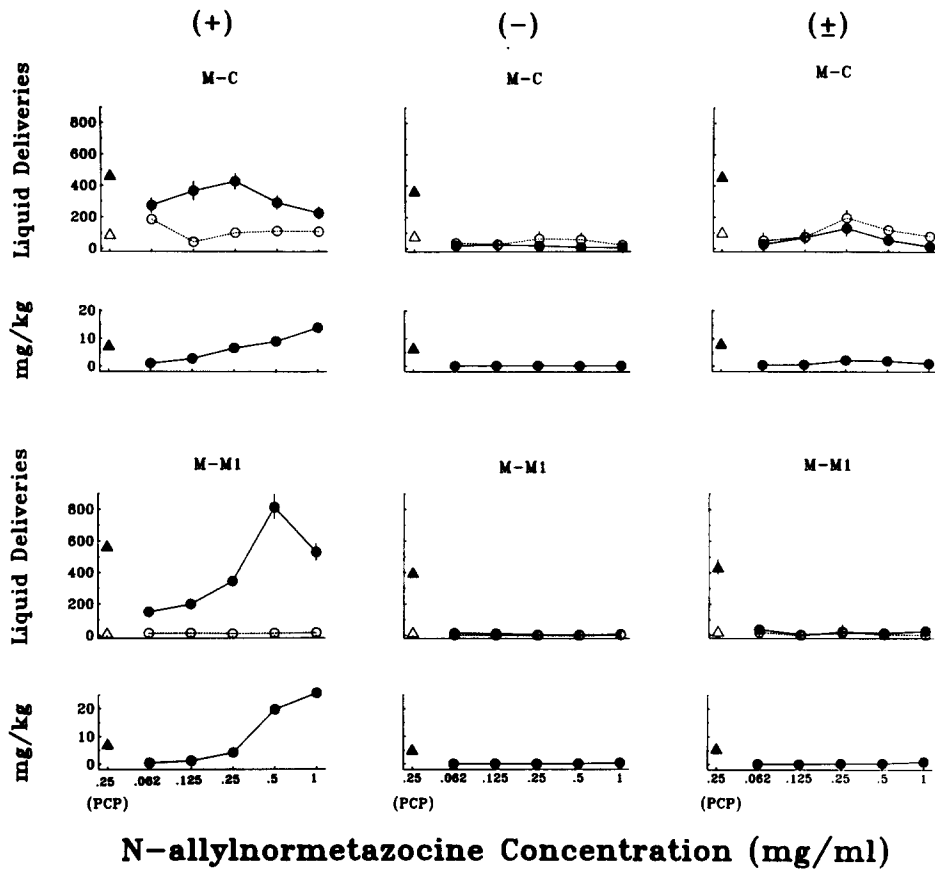 (+) (−) (±)
M-C M-C M-C
Liquid Deliveries
800
600
400
200
0
mg/kg
20
10
0
M-M1 M-M1 M-M1
Liquid Deliveries
800
600
400
200
0
mg/kg
20
10
0
.25 .062 .125 .25 .5 1 .25 .062 .125 .25 .5 1 .25 .062 .125 .25 .5 1
(PCP) (PCP) (PCP)
N-allylnormetazocine Concentration (mg/ml)